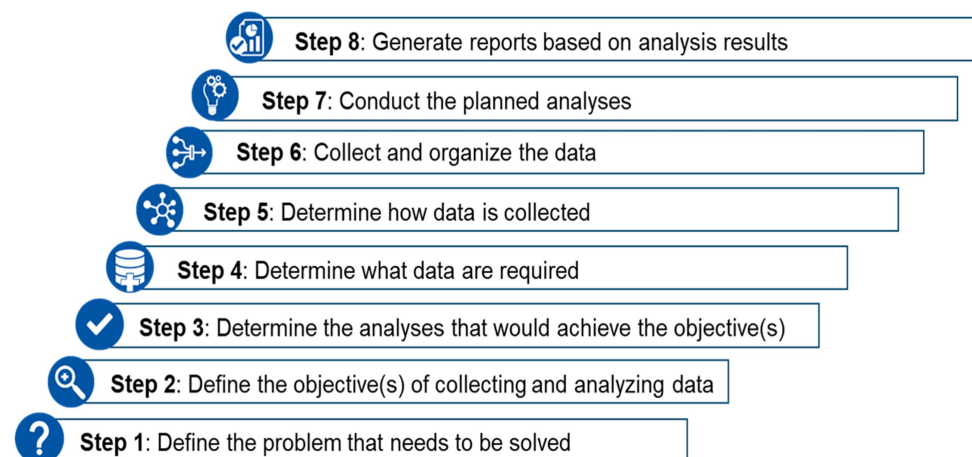 Step 8: Generate reports based on analysis results
Step 7: Conduct the planned analyses
Step 6: Collect and organize the data
Step 5: Determine how data is collected
Step 4: Determine what data are required
Step 3: Determine the analyses that would achieve the objective(s)
Step 2: Define the objective(s) of collecting and analyzing data
Step 1: Define the problem that needs to be solved